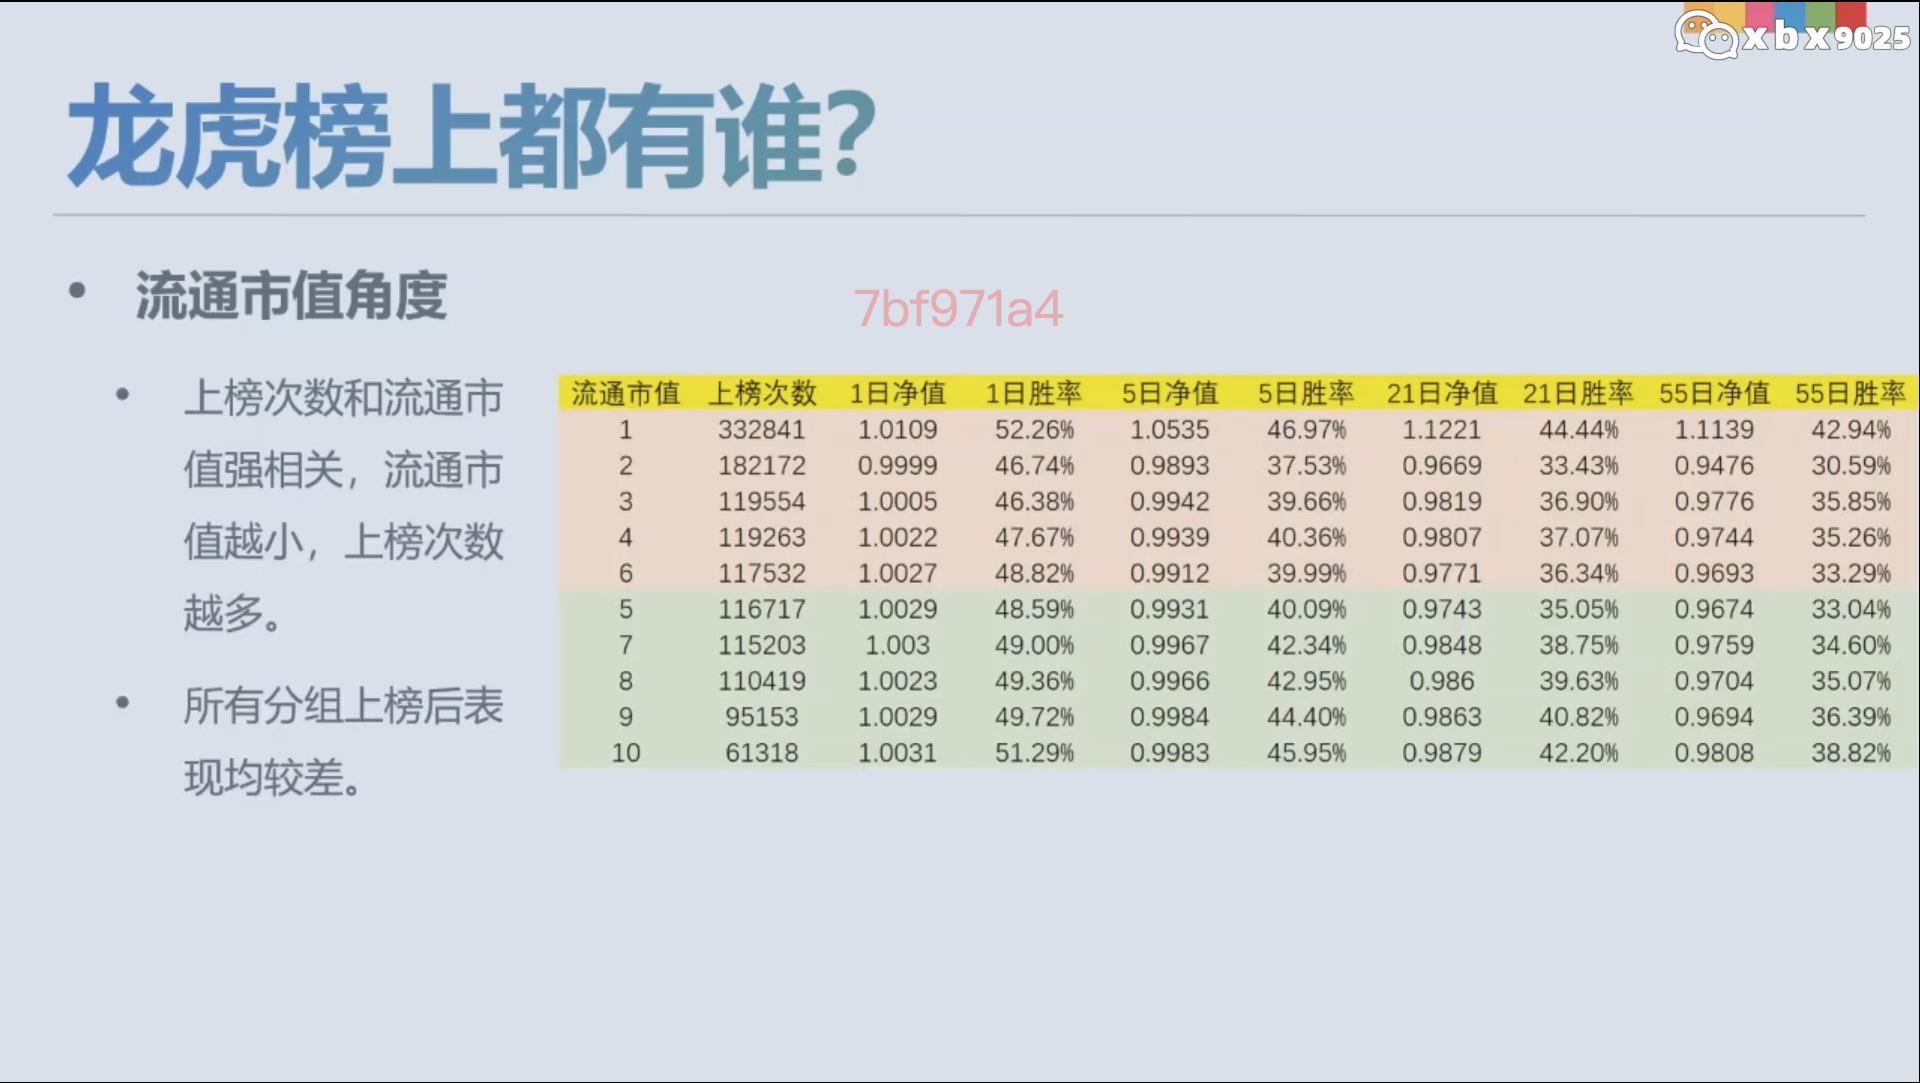 xbx9025
龙虎榜上都有谁?
• 流通市值角度
7bf971a4
• 上榜次数和流通市
值强相关，流通市
值越小，上榜次数
越多。
• 所有分组上榜后表
现均较差。
流通市值 上榜次数 1日净值 1日胜率 5日净值 5日胜率 21日净值 21日胜率 55日净值 55日胜率
1 332841 1.0109 52.26% 1.0535 46.97% 1.1221 44.44% 1.1139 42.94%
2 182172 0.9999 46.74% 0.9893 37.53% 0.9669 33.43% 0.9476 30.59%
3 119554 1.0005 46.38% 0.9942 39.66% 0.9819 36.90% 0.9776 35.85%
4 119263 1.0022 47.67% 0.9939 40.36% 0.9807 37.07% 0.9744 35.26%
6 117532 1.0027 48.82% 0.9912 39.99% 0.9771 36.34% 0.9693 33.29%
5 116717 1.0029 48.59% 0.9931 40.09% 0.9743 35.05% 0.9674 33.04%
7 115203 1.003 49.00% 0.9967 42.34% 0.9848 38.75% 0.9759 34.60%
8 110419 1.0023 49.36% 0.9966 42.95% 0.986 39.63% 0.9704 35.07%
9 95153 1.0029 49.72% 0.9984 44.40% 0.9863 40.82% 0.9694 36.39%
10 61318 1.0031 51.29% 0.9983 45.95% 0.9879 42.20% 0.9808 38.82%